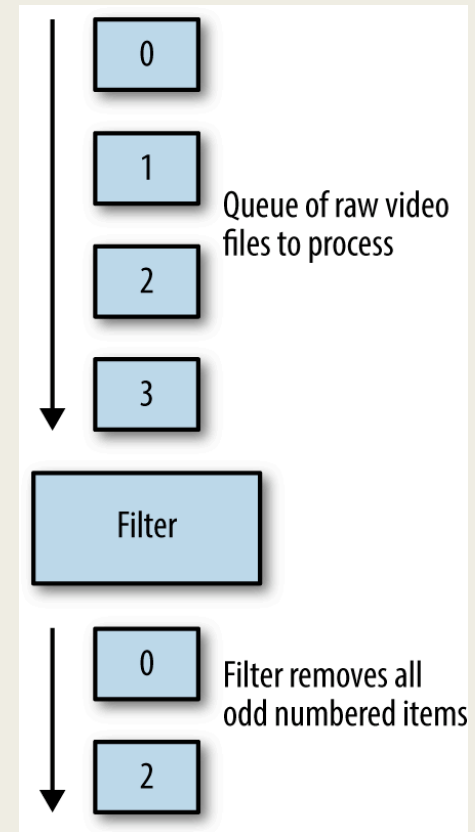 0
1
Queue of raw video
files to process
2
3
Filter
0
Filter removes all
odd numbered items
2